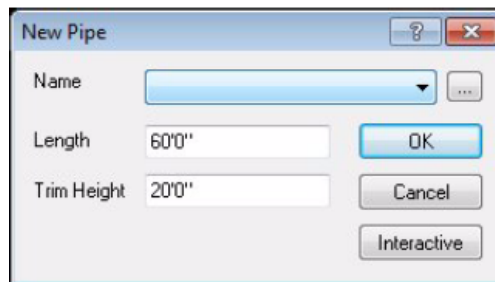 New Pipe
?
Name
...
Length 60'0"
OK
Trim Height 20'0"
Cancel
Interactive